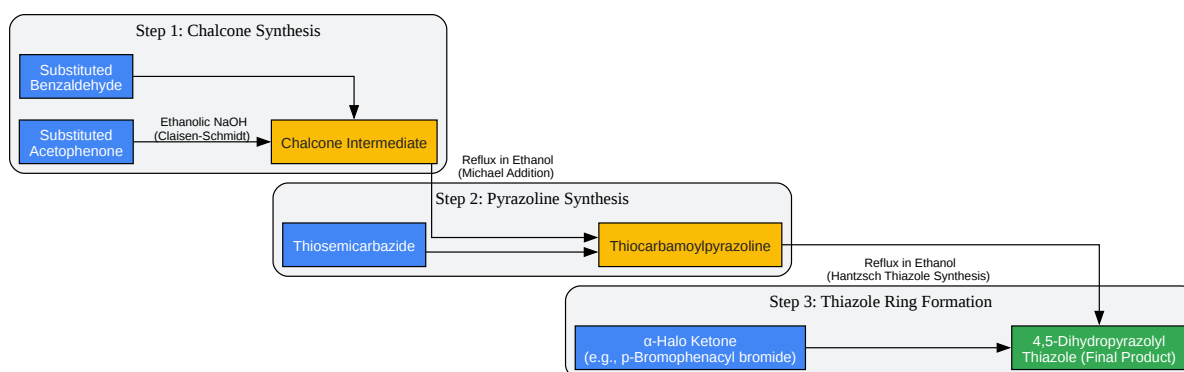 Step 1: Chalcone Synthesis
Substituted
Benzaldehyde
Substituted
Acetophenone
Ethanolic NaOH
(Claisen-Schmidt)
Chalcone Intermediate
Reflux in Ethanol
(Michael Addition)
Step 2: Pyrazoline Synthesis
Thiosemicarbazide
Thiocarbamoylpyrazoline
Reflux in Ethanol
(Hantzsch Thiazole Synthesis)
Step 3: Thiazole Ring Formation
α-Halo Ketone
(e.g., p-Bromophenacyl bromide)
4,5-Dihydropyrazolyl
Thiazole (Final Product)